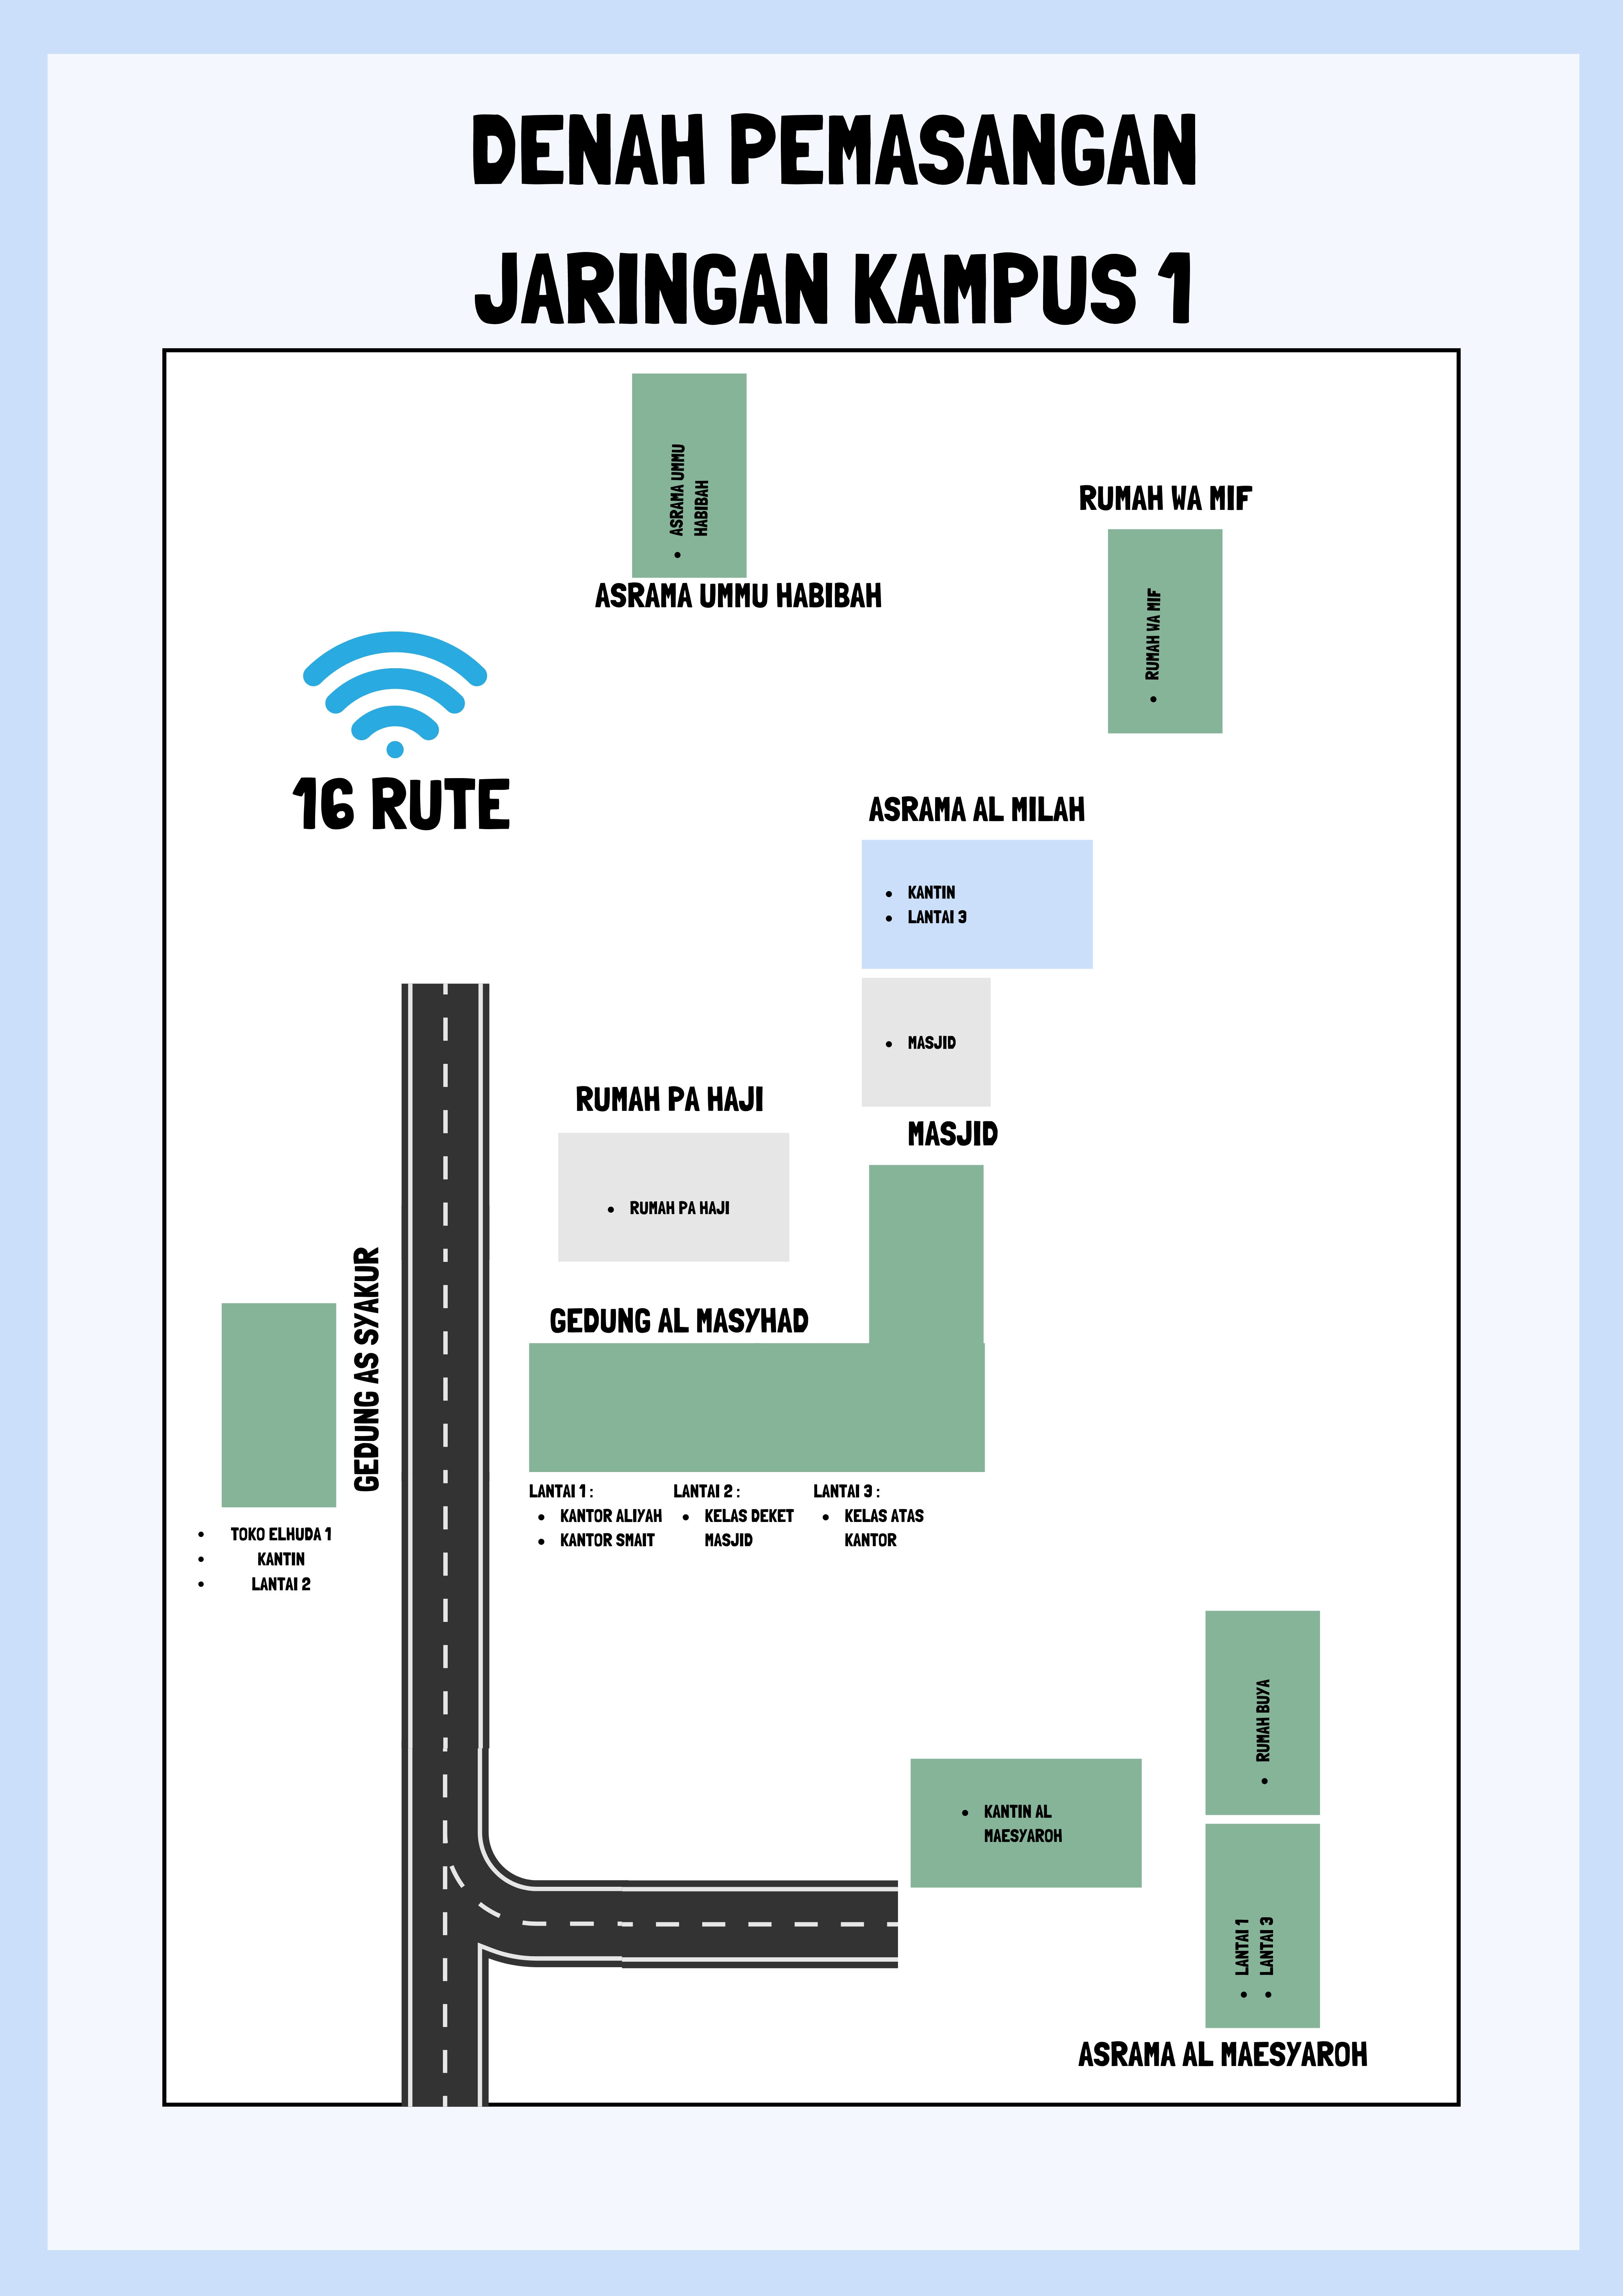 DENAH PEMASANGAN
JARINGAN KAMPUS 1
• ASRAMA UMMU
HABIBAH
ASRAMA UMMU HABIBAH
RUMAH WA MIF
• RUMAH WA MIF
16 RUTE
ASRAMA AL MILAH
• KANTIN
• LANTAI 3
• MASJID
MASJID
RUMAH PA HAJI
• RUMAH PA HAJI
GEDUNG AS SYAKUR
• TOKO ELHUDA 1
• KANTIN
• LANTAI 2
GEDUNG AL MASYHAD
LANTAI 1 :
• KANTOR ALIYAH
• KANTOR SMAIT
LANTAI 2 :
• KELAS DEKET
MASJID
LANTAI 3 :
• KELAS ATAS
KANTOR
• RUMAH BUYA
• KANTIN AL
MAESYAROH
• LANTAI 1
• LANTAI 3
ASRAMA AL MAESYAROH